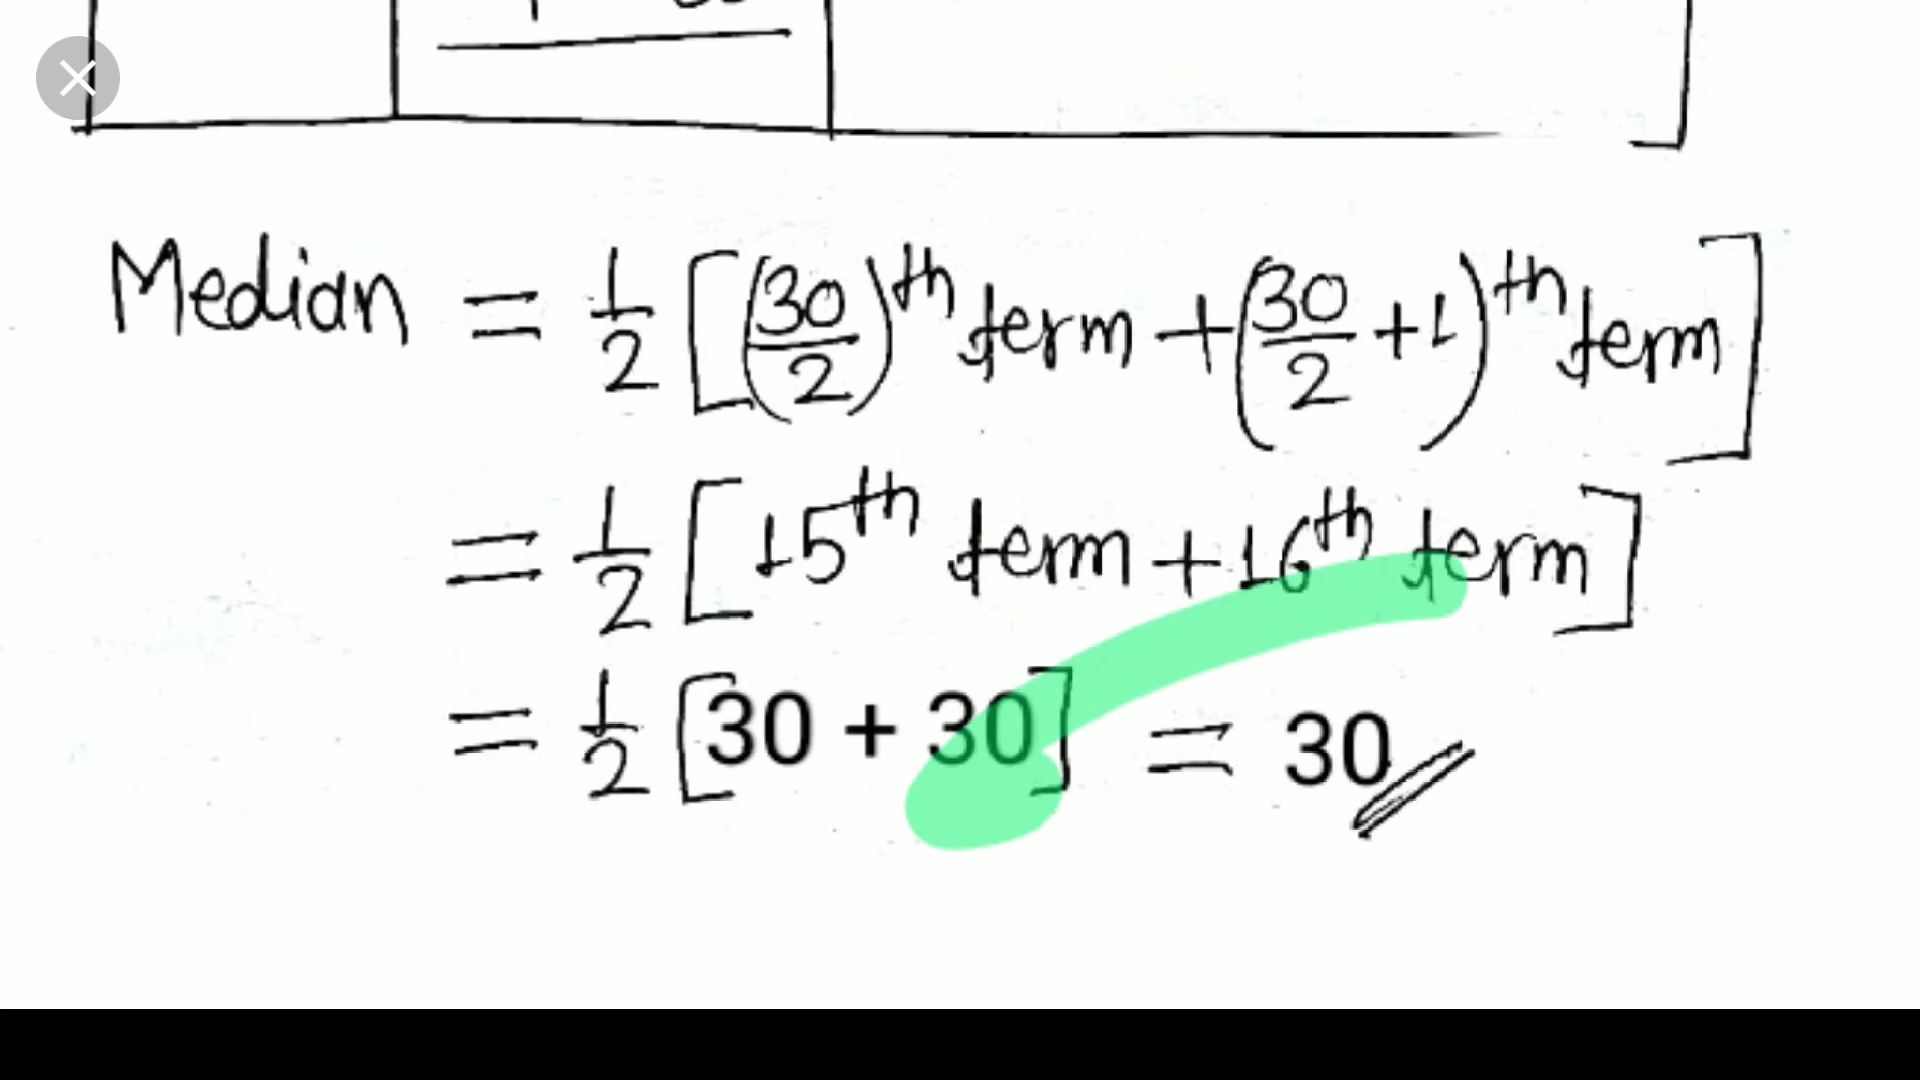 Median = 1/2 [(30/2)th term + (30/2 + 1)th term]
= 1/2 [15th term + 16th term]
= 1/2 [30 + 30] = 30